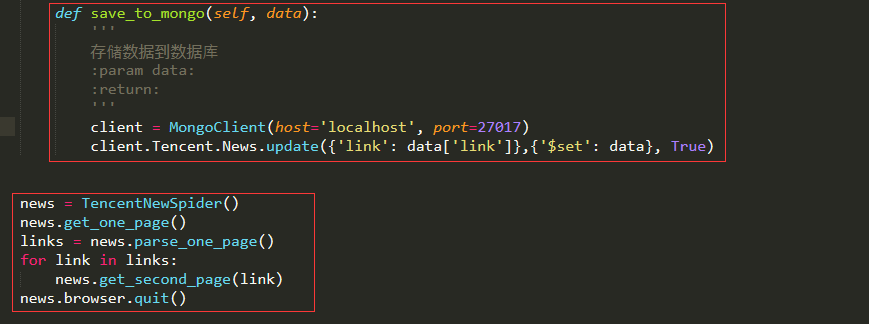 def save_to_mongo(self, data):
'''
存储数据到数据库
:param data:
:return:
'''
client = MongoClient(host='localhost', port=27017)
client.Tencent.News.update({'link': data['link']},{'$set': data}, True)
news = TencentNewSpider()
news.get_one_page()
links = news.parse_one_page()
for link in links:
news.get_second_page(link)
news.browser.quit()